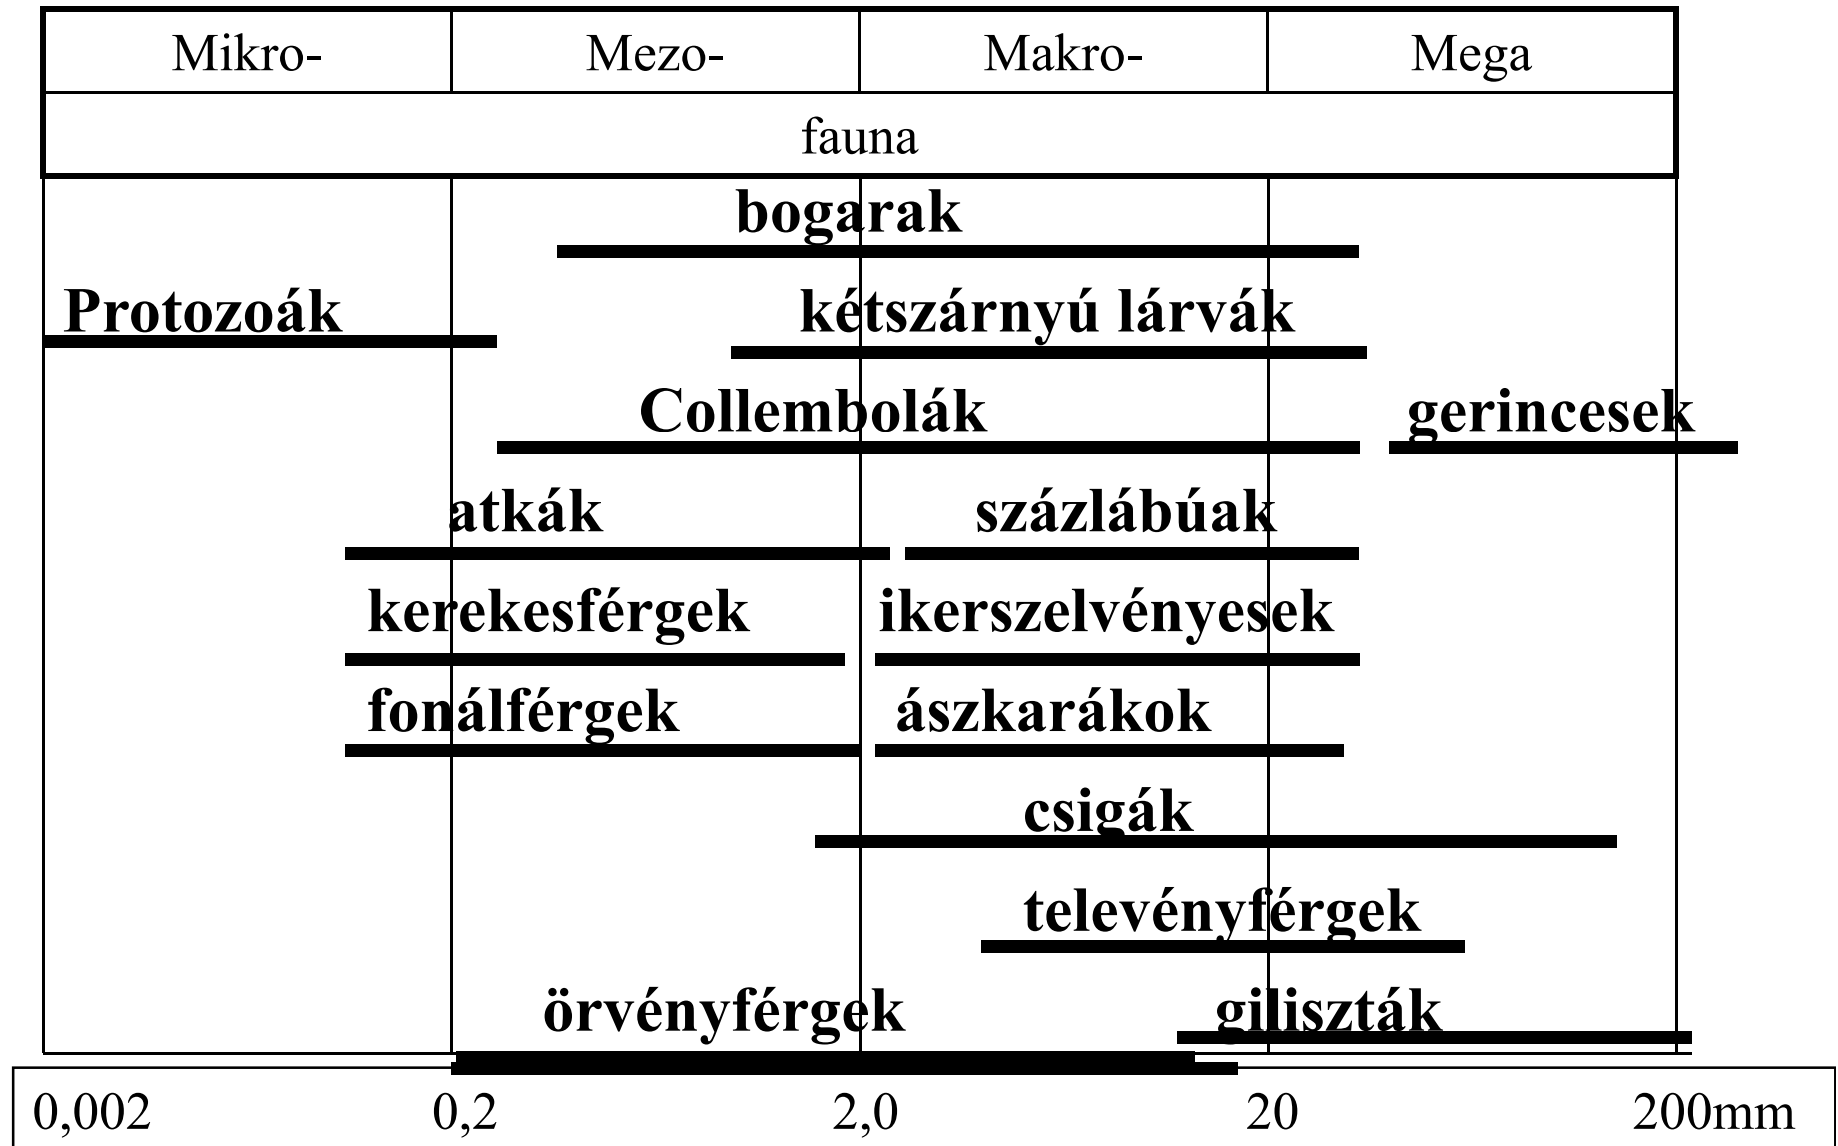 Mikro- Mezo- Makro- Mega
fauna
bogarak
Protozoák kétszárnyú lárvák
Collembolák gerincesek
atkák százlábúak
kerekesférgek ikerszelvényesek
fonálférgek ászkarákok
csigák
televényférgek
örvényférgek giliszták
0,002 0,2 2,0 20 200mm